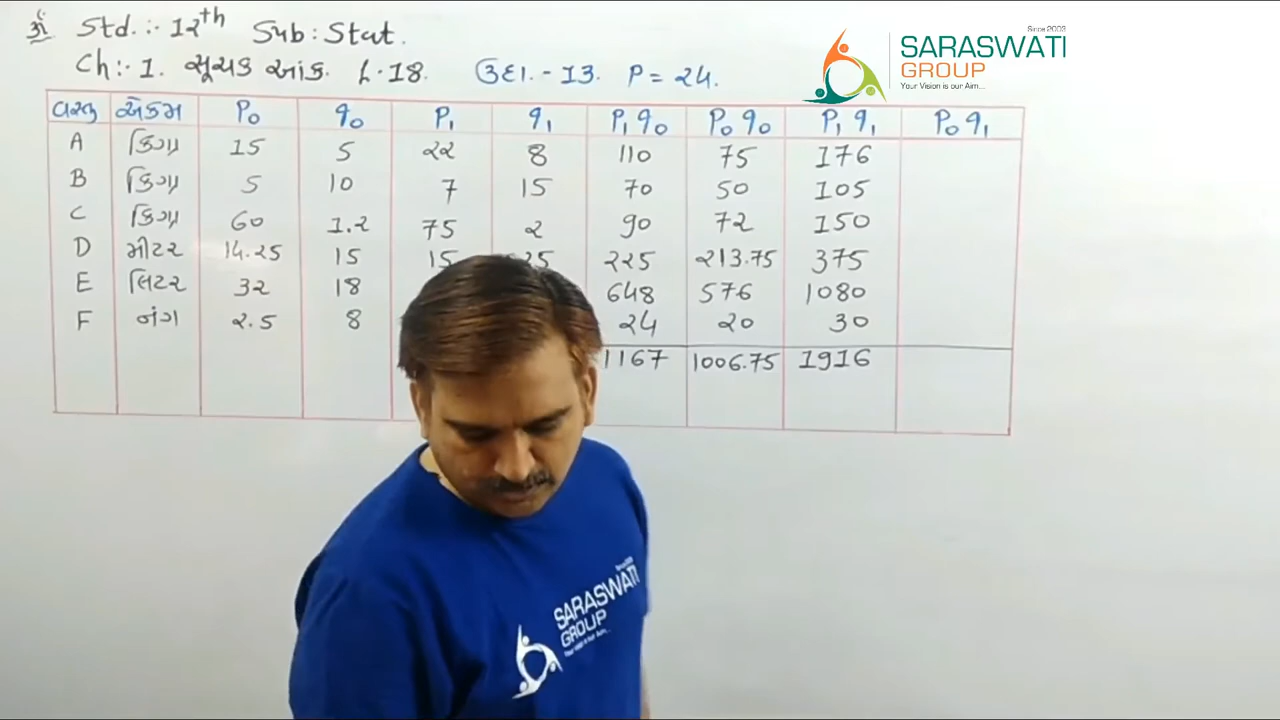 ૐ Std. :- 12th Sub : Stat.
Ch :- 1. સૂચક આંક. L. 18. ઉદા. - 13. P = 24.
Since 2003
SARASWATI
GROUP
Your Vision is our Aim...
વસ્તુ એકમ P₀ q₀ P₁ q₁ P₁q₀ P₀q₀ P₁q₁ P₀q₁
A કિગ્રા 15 5 22 8 110 75 176
B કિગ્રા 5 10 7 15 70 50 105
C કિગ્રા 60 1.2 75 2 90 72 150
D મીટર 14.25 15 15 25 225 213.75 375
E લિટર 32 18 648 576 1080
F નંગ 2.5 8 24 20 30
1167 1006.75 1916
SARASWATI
GROUP